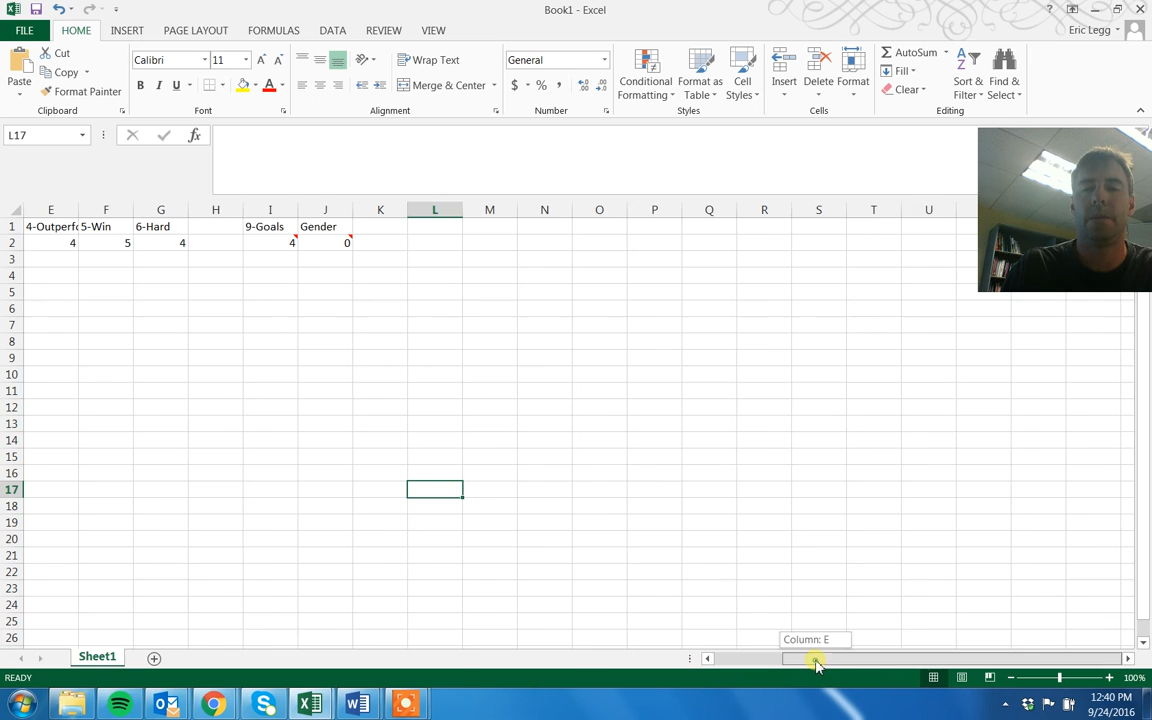 Book1 - Excel
FILE HOME INSERT PAGE LAYOUT FORMULAS DATA REVIEW VIEW Eric Legg
Paste Cut Copy Format Painter Clipboard
Calibri 11 B I U A Font
Wrap Text Merge & Center Alignment
General $ % , Number
Conditional Formatting Format as Table Cell Styles Styles
Insert Delete Format Cells
AutoSum Fill Clear Sort & Filter Find & Select Editing
L17 fx
E F G H I J K L M N O P Q R S T U
1 4-Outperfo 5-Win 6-Hard 9-Goals Gender
2 4 5 4 4 0
3
4
5
6
7
8
9
10
11
12
13
14
15
16
17
18
19
20
21
22
23
24
25
26
Column: E
Sheet1
READY 100%
12:40 PM
9/24/2016